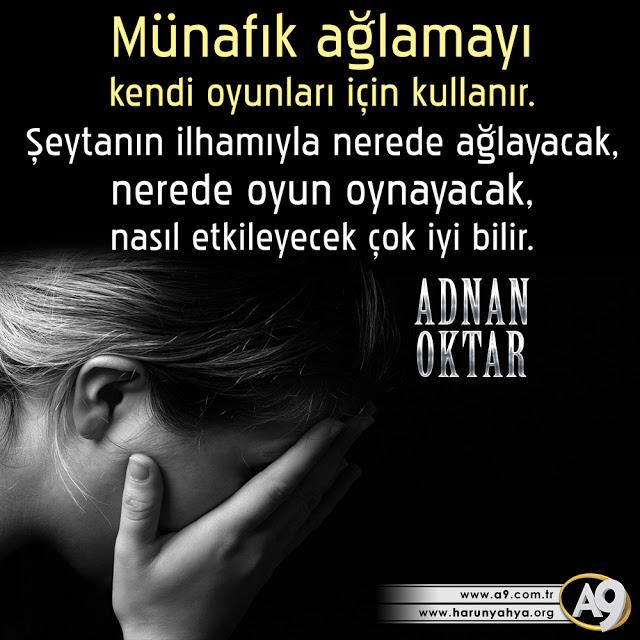 Münafık ağlamayı
kendi oyunları için kullanır.
Şeytanın ilhamıyla nerede ağlayacak,
nerede oyun oynayacak,
nasıl etkileyecek çok iyi bilir.
ADNAN
OKTAR
www.a9.com.tr
www.harunyahya.org
A9